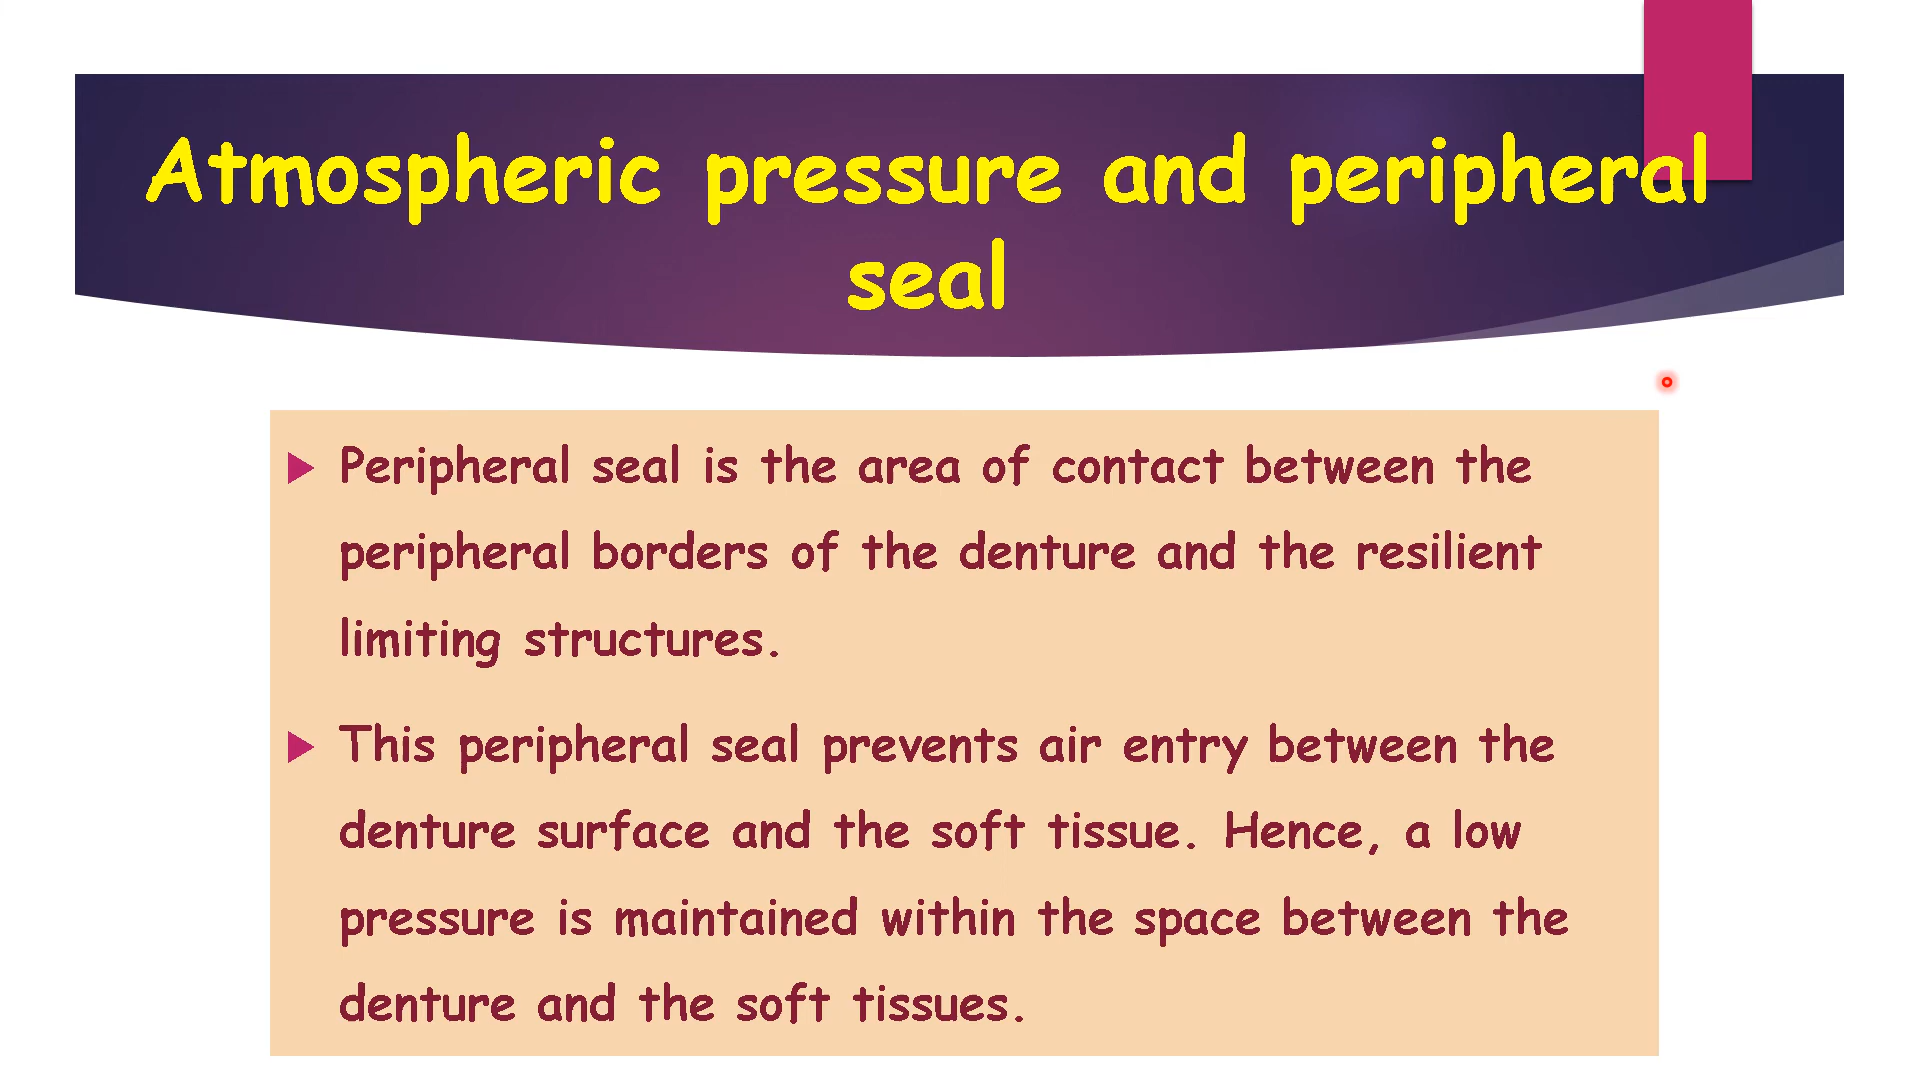 Atmospheric pressure and peripheral
seal
Peripheral seal is the area of contact between the
peripheral borders of the denture and the resilient
limiting structures.
This peripheral seal prevents air entry between the
denture surface and the soft tissue. Hence, a low
pressure is maintained within the space between the
denture and the soft tissues.